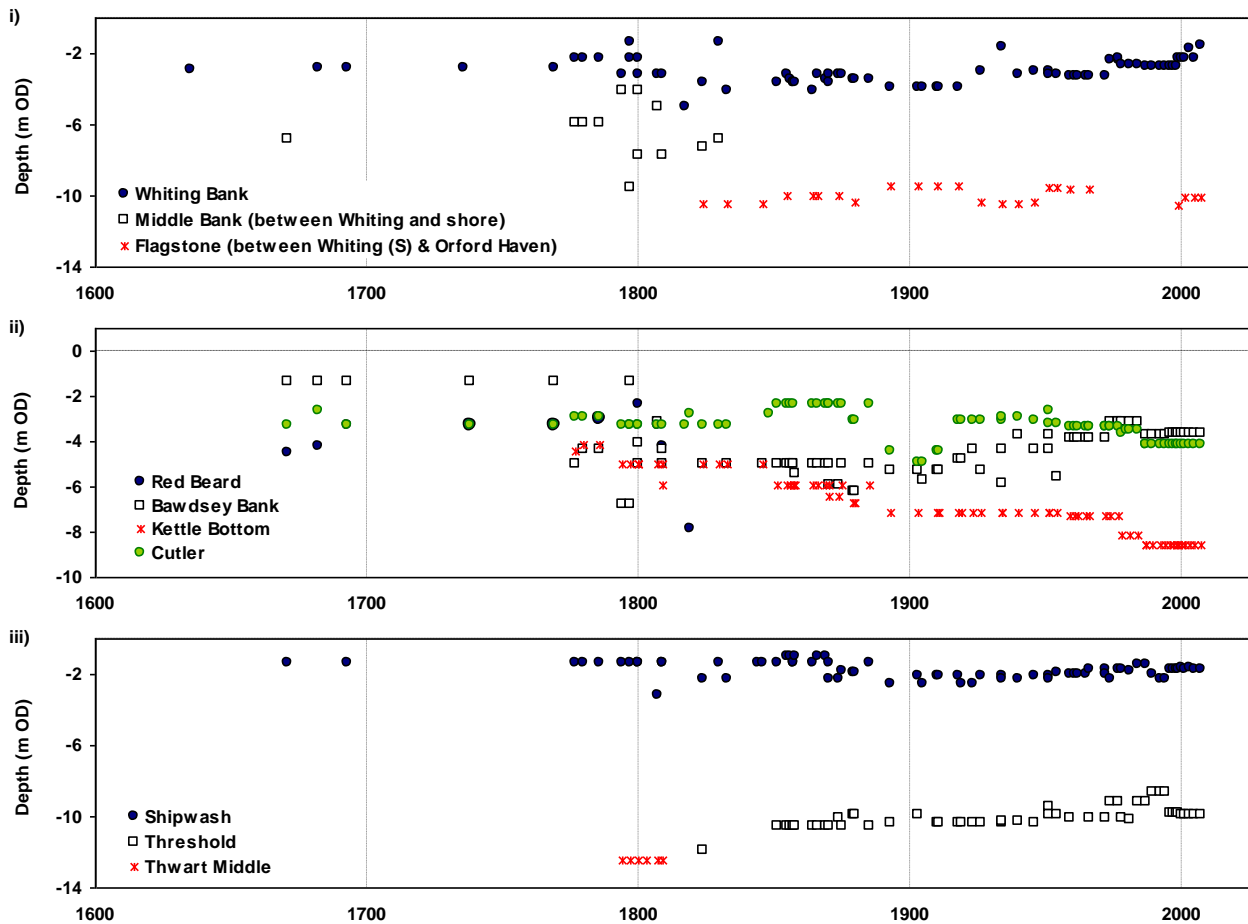 i)
-2
-6
-10
-14
Depth (m OD)
Whiting Bank
Middle Bank (between Whiting and shore)
Flagstone (between Whiting (S) & Orford Haven)
1600 1700 1800 1900 2000
ii)
0
-2
-4
-6
-8
-10
Depth (m OD)
Red Beard
Bawdsey Bank
Kettle Bottom
Cutler
1600 1700 1800 1900 2000
iii)
-2
-6
-10
-14
Depth (m OD)
Shipwash
Threshold
Thwart Middle
1600 1700 1800 1900 2000